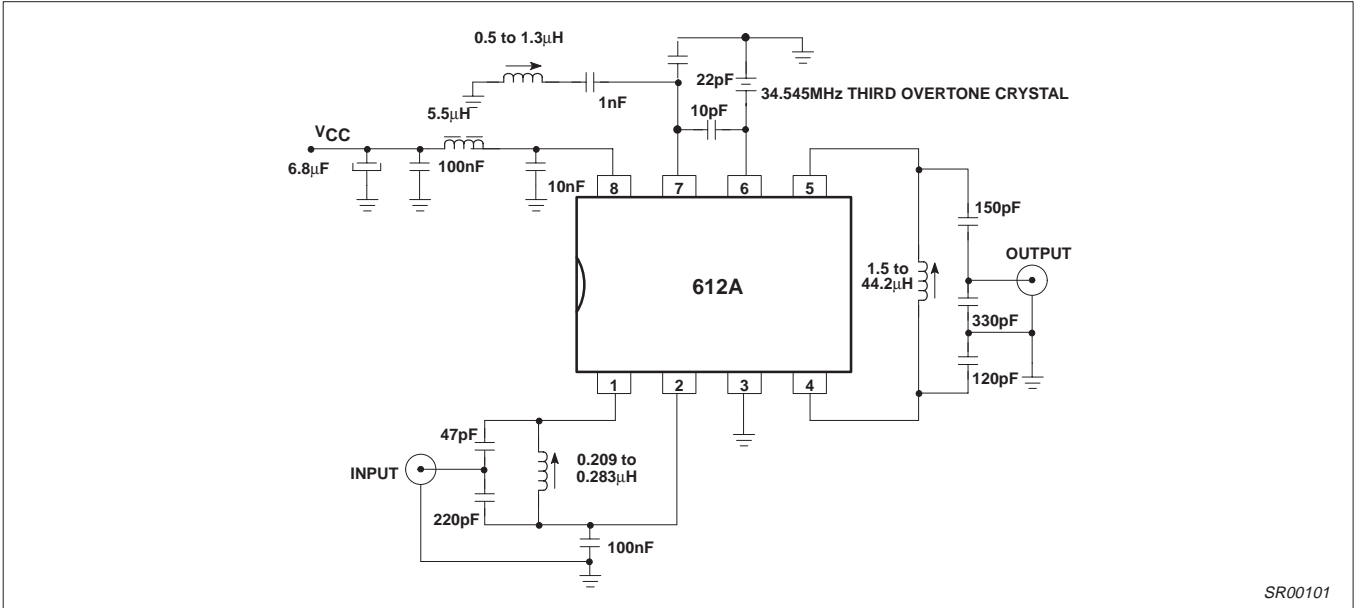 0.5 to 1.3μH
22pF
34.545MHz THIRD OVERTONE CRYSTAL
1nF
10pF
5.5μH
VCC
6.8μF
100nF
10nF
8
7
6
5
150pF
OUTPUT
1.5 to
44.2μH
612A
330pF
120pF
1
2
3
4
47pF
INPUT
0.209 to
0.283μH
220pF
100nF
SR00101